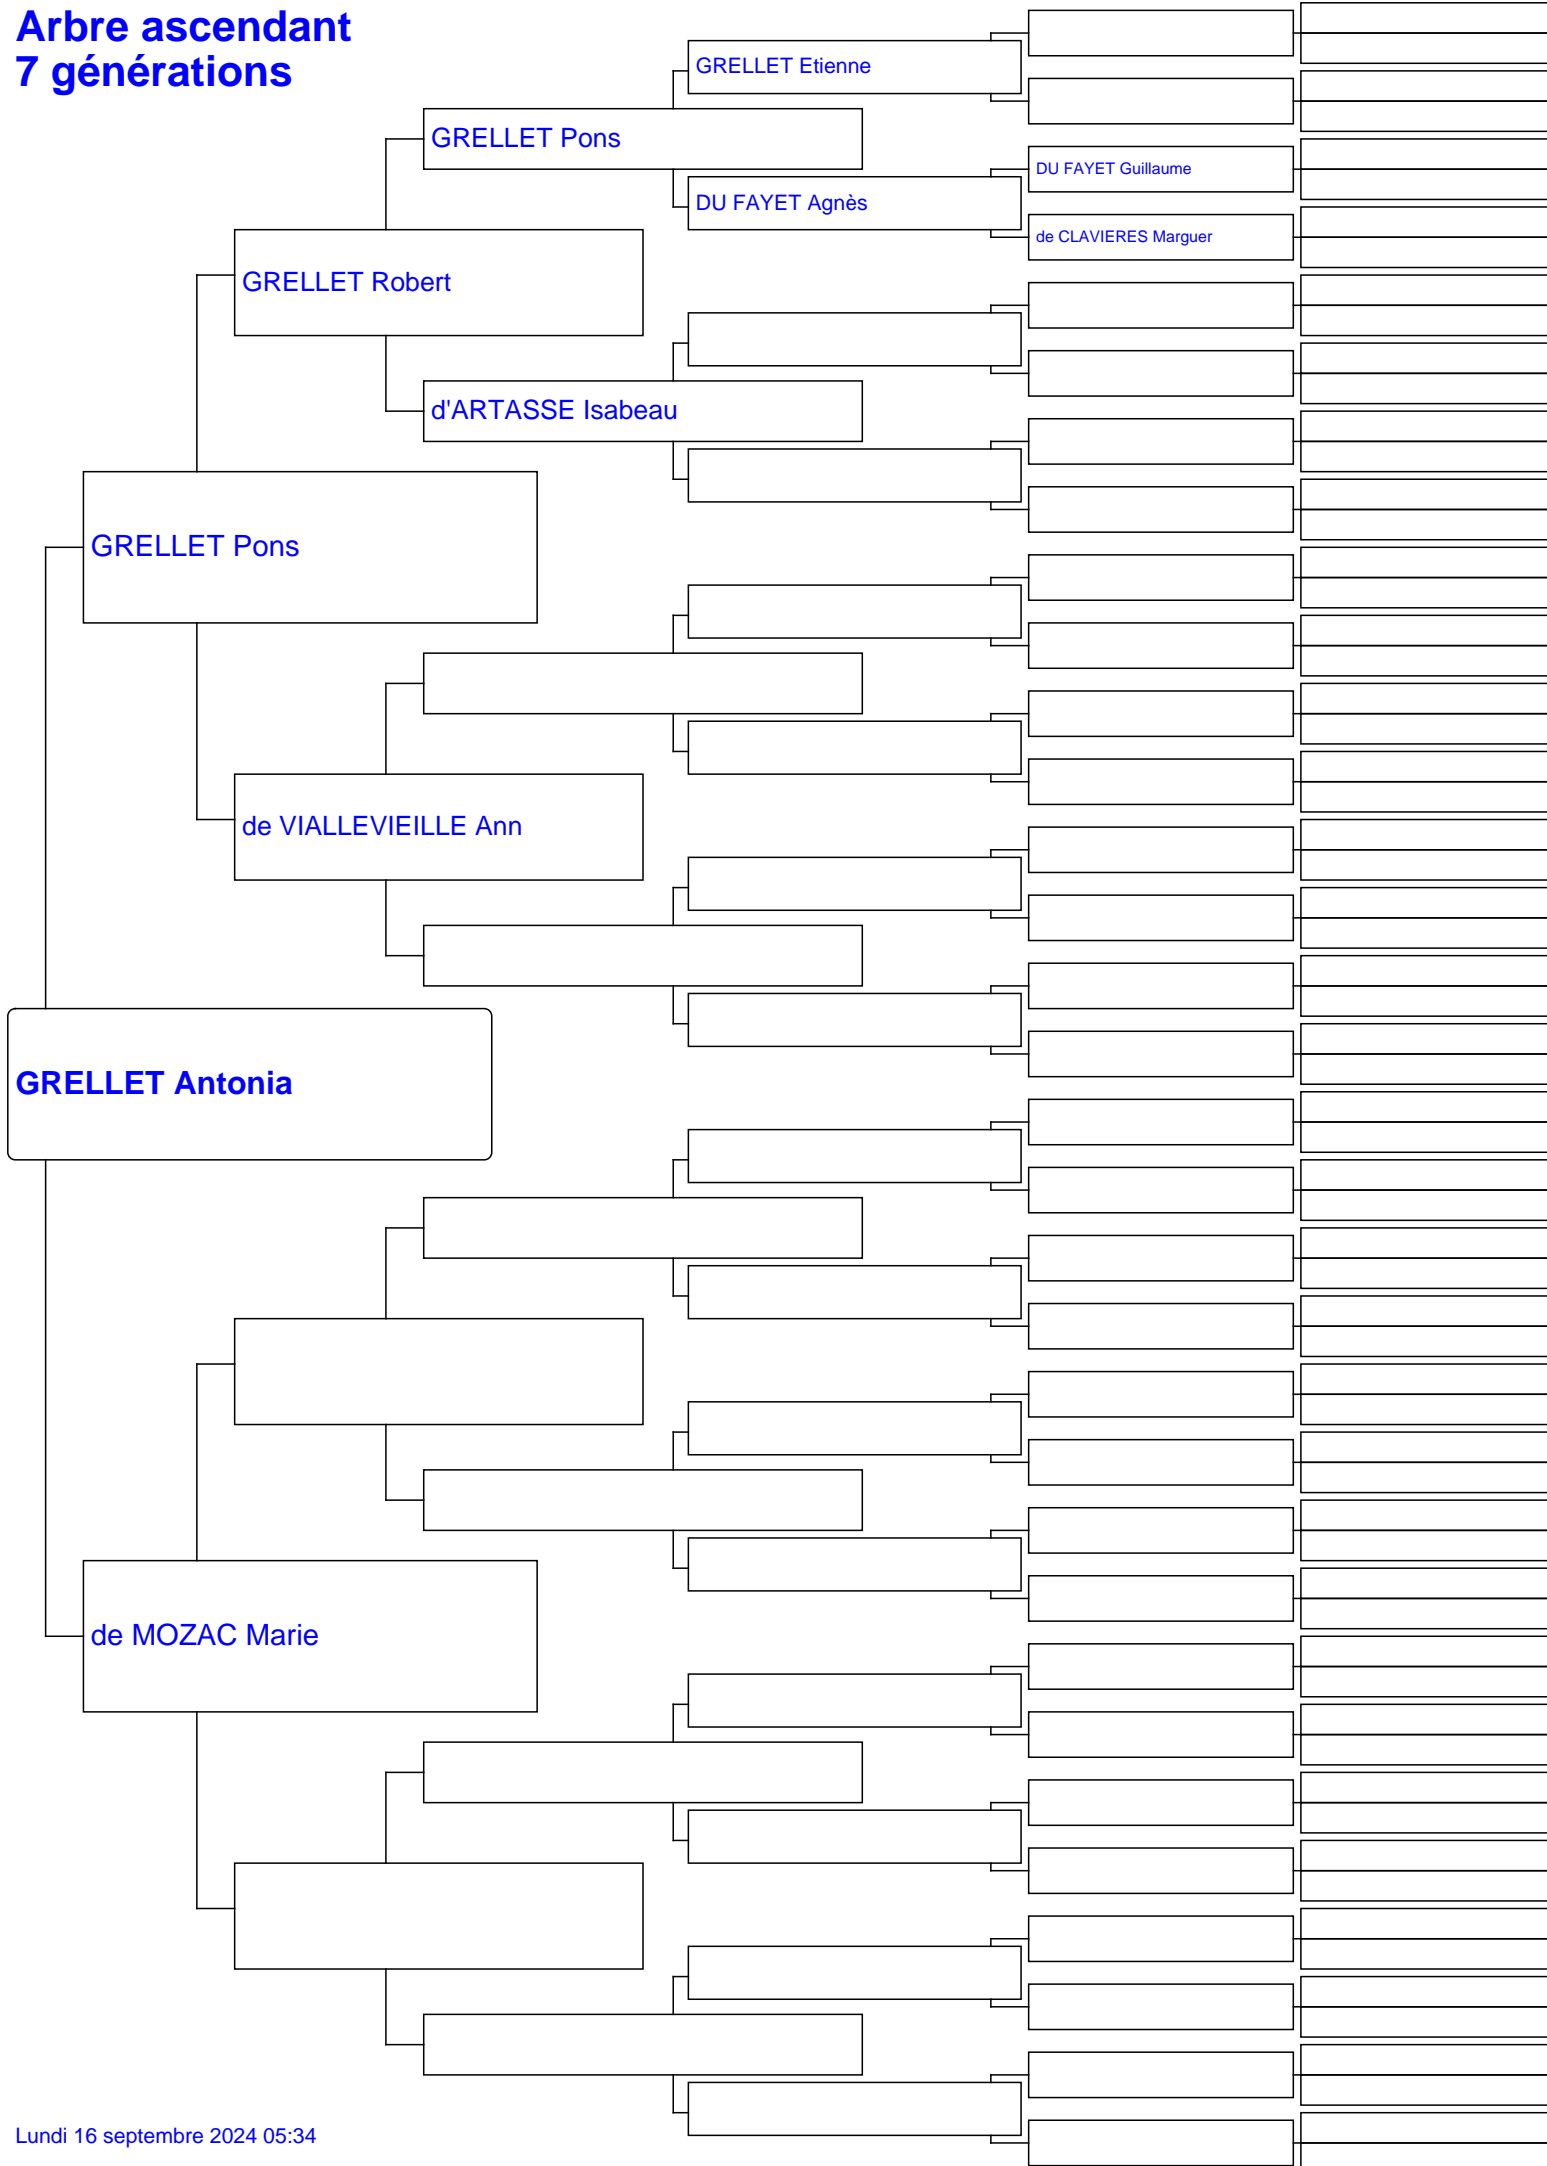 Arbre ascendant
7 générations
GRELLET Etienne
GRELLET Pons
DU FAYET Guillaume
DU FAYET Agnès
de CLAVIERES Marguer
GRELLET Robert
d'ARTASSE Isabeau
GRELLET Pons
de VIALLEVIEILLE Ann
GRELLET Antonia
de MOZAC Marie
Lundi 16 septembre 2024 05:34